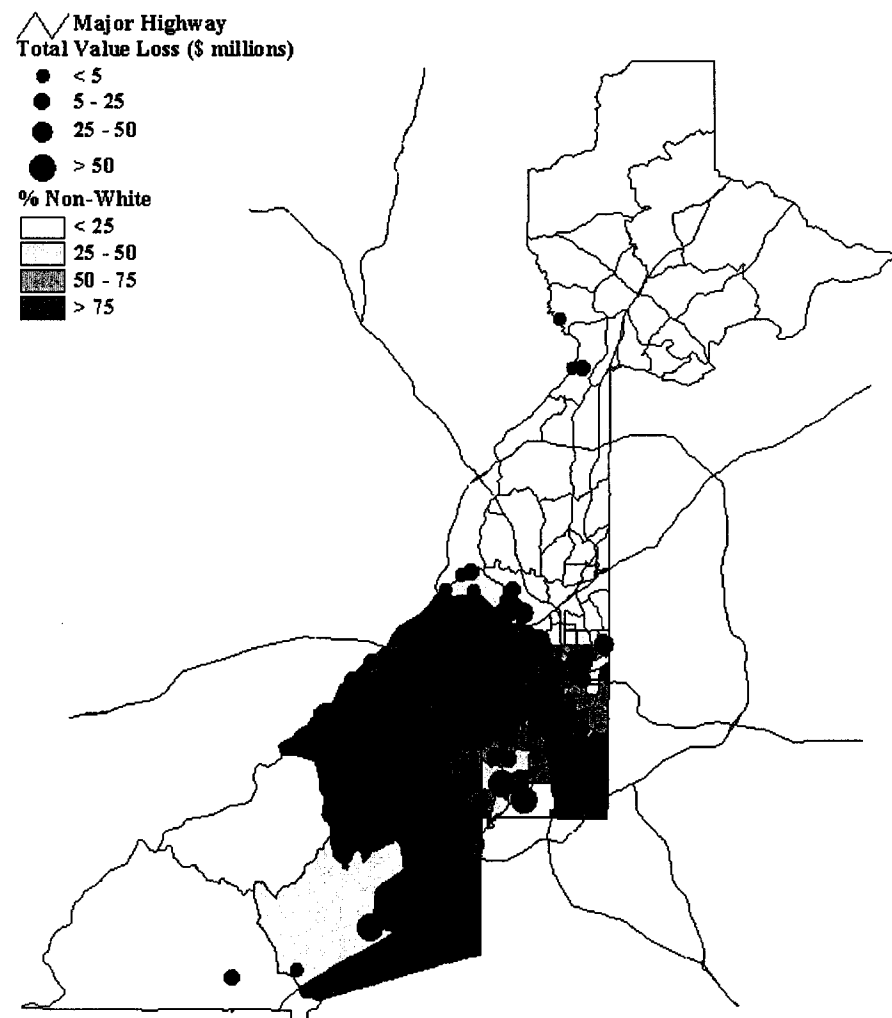 Major Highway
Total Value Loss ($ millions)
< 5
5 - 25
25 - 50
> 50
% Non-White
< 25
25 - 50
50 - 75
> 75